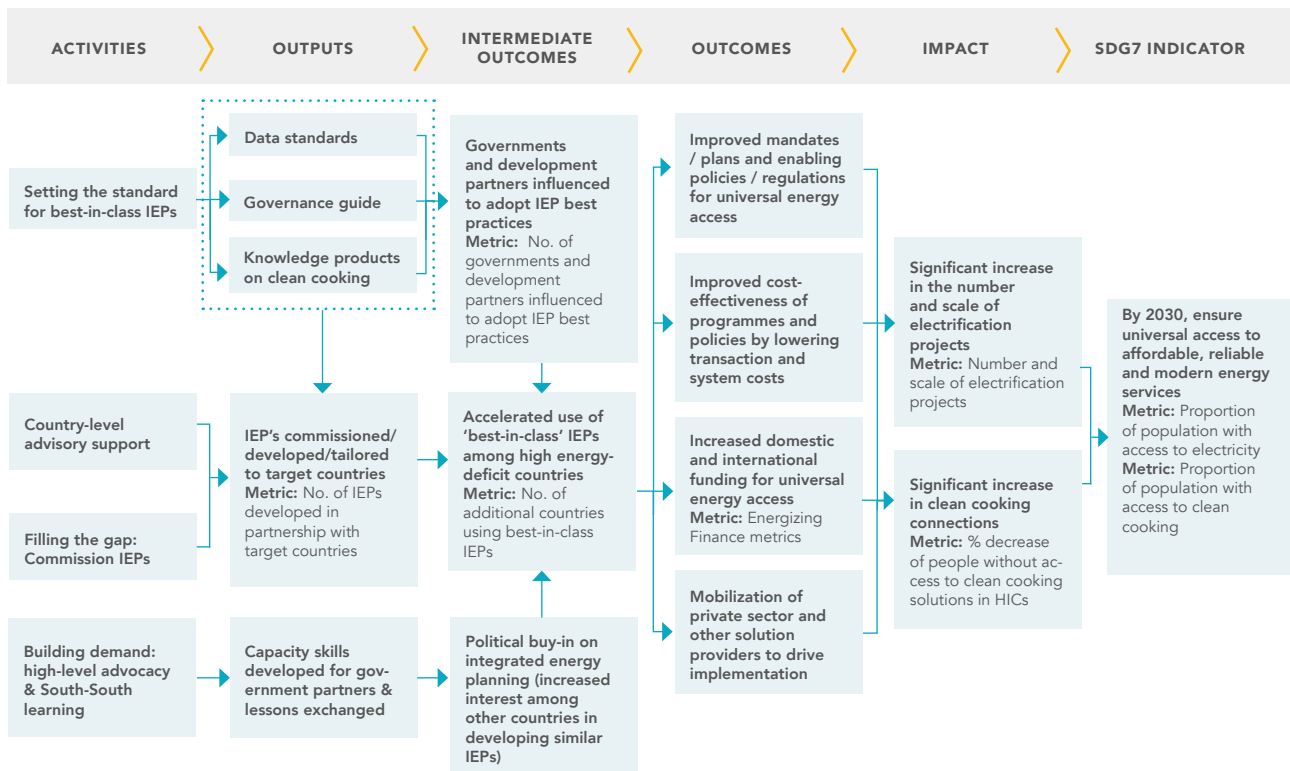 ACTIVITIES
OUTPUTS
INTERMEDIATE
OUTCOMES
OUTCOMES
IMPACT
SDG7 INDICATOR
Setting the standard
for best-in-class IEPs
Country-level
advisory support
Filling the gap:
Commission IEPs
Building demand:
high-level advocacy
& South-South
learning
Data standards
Governance guide
Knowledge products
on clean cooking
IEP's commissioned/
developed/tailored
to target countries
Metric: No. of IEPs
developed in
partnership with
target countries
Capacity skills
developed for gov-
ernment partners &
lessons exchanged
Governments
and development
partners influenced
to adopt IEP best
practices
Metric: No. of
governments and
development
partners influenced
to adopt IEP best
practices
Accelerated use of
‘best-in-class’ IEPs
among high energy-
deficit countries
Metric: No. of
additional countries
using best-in-class
IEPs
Political buy-in on
integrated energy
planning (increased
interest among
other countries in
developing similar
IEPs)
Improved mandates
/ plans and enabling
policies / regulations
for universal energy
access
Improved cost-
effectiveness of
programmes and
policies by lowering
transaction and
system costs
Increased domestic
and international
funding for universal
energy access
Metric: Energizing
Finance metrics
Mobilization of
private sector and
other solution
providers to drive
implementation
Significant increase
in the number
and scale of
electrification
projects
Metric: Number and
scale of electrification
projects
Significant increase
in clean cooking
connections
Metric: % decrease
of people without ac-
cess to clean cooking
solutions in HICs
By 2030, ensure
universal access to
affordable, reliable
and modern energy
services
Metric: Proportion
of population with
access to electricity
Metric: Proportion
of population with
access to clean
cooking